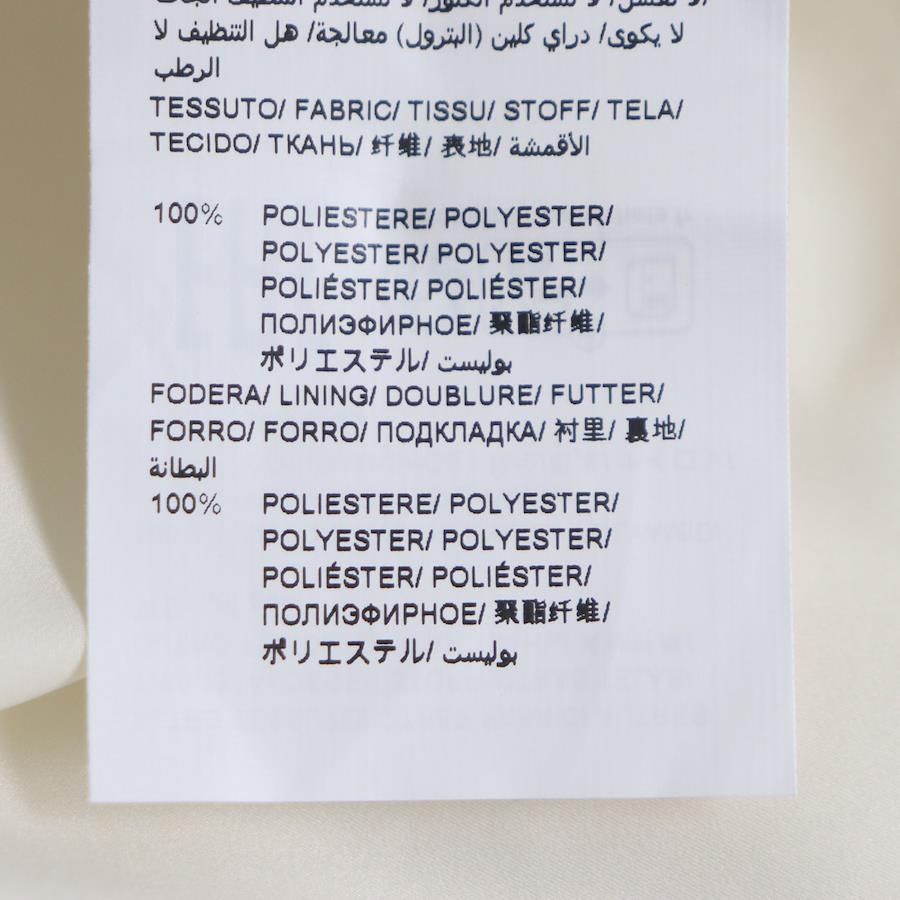 لا يكوى/ دراي كلين (البترول) معالجة/ هل التنظيف لا
الرطب
TESSUTO/ FABRIC/ TISSU/ STOFF/ TELA/
TECIDO/ ТКАНЬ/ 纤维/ 表地/ الأقمشة
100% POLIESTERE/ POLYESTER/
POLYESTER/ POLYESTER/
POLIÉSTER/ POLIÉSTER/
ПОЛИЭФИРНОЕ/ 聚酯纤维/
ポリエステル/ بوليست
FODERA/ LINING/ DOUBLURE/ FUTTER/
FORRO/ FORRO/ ПОДКЛАДКА/ 衬里/ 裏地/
البطانة
100% POLIESTERE/ POLYESTER/
POLYESTER/ POLYESTER/
POLIÉSTER/ POLIÉSTER/
ПОЛИЭФИРНОЕ/ 聚酯纤维/
ポリエステル/ بوليست